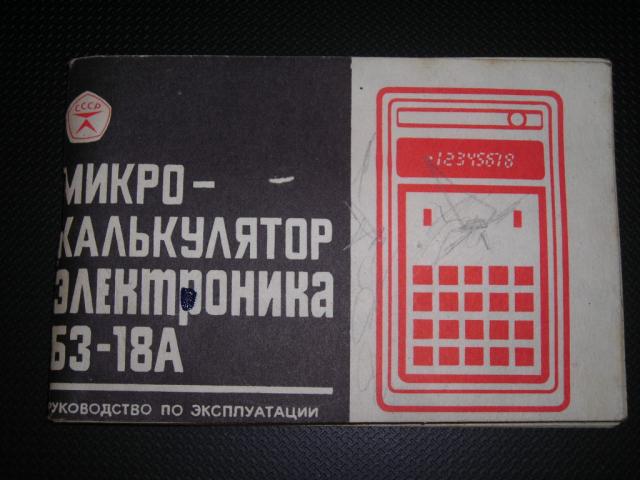 СССР
МИКРО-
КАЛЬКУЛЯТОР
ЭЛЕКТРОНИКА
Б3-18А
РУКОВОДСТВО ПО ЭКСПЛУАТАЦИИ
12345678